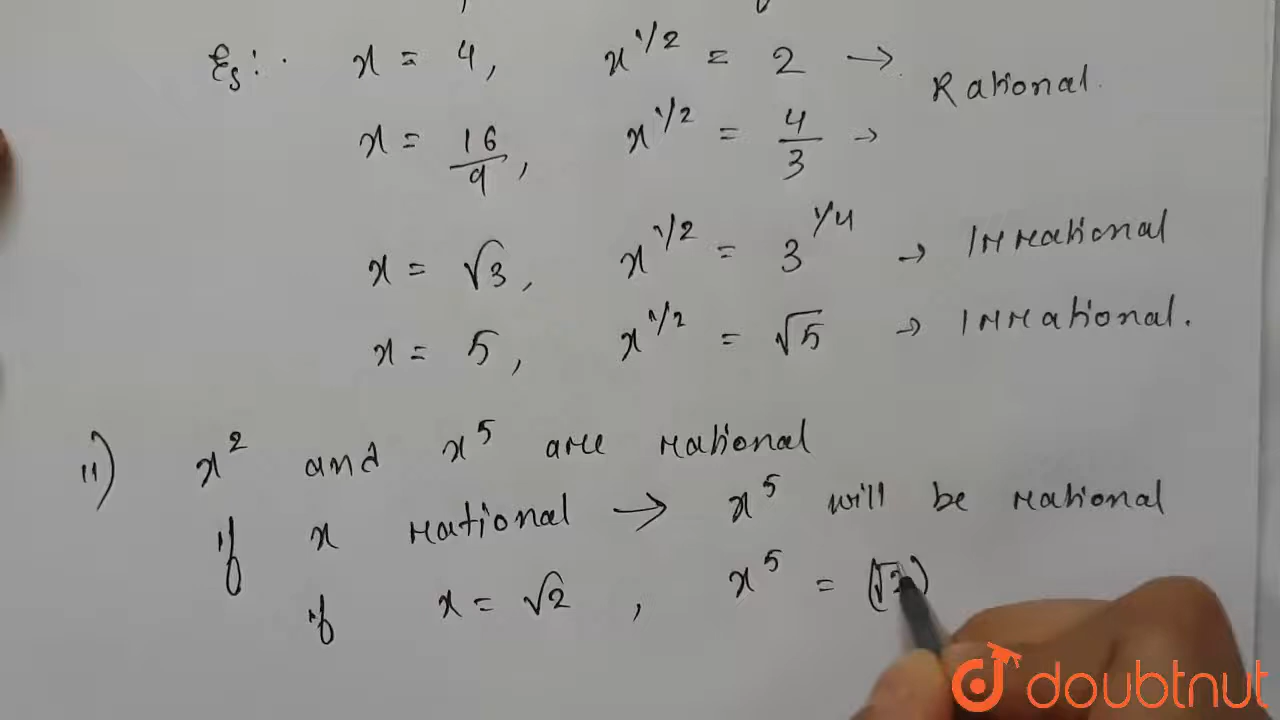 Eg:. x = 4, x^1/2 = 2 → Rational.
x = 16/9, x^1/2 = 4/3 →
x = √3, x^1/2 = 3^1/4 → Irrational
x = 5, x^1/2 = √5 → Irrational.
ii) x^2 and x^5 are rational
if x rational → x^5 will be rational
if x = √2, x^5 = (√2)
doubtnut